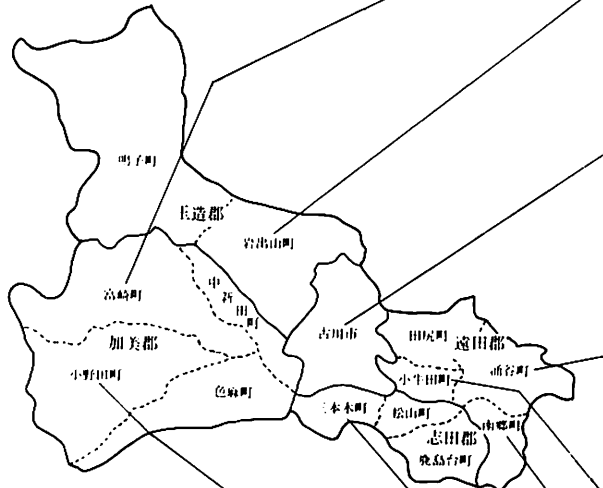 鳴子町
玉造郡
岩出山町
宮崎町
中新田町
古川市
田尻町
遠田郡
加美郡
涌谷町
小野田町
小牛田町
色麻町
三本木町
松山町
南郷町
志田郡
鹿島台町